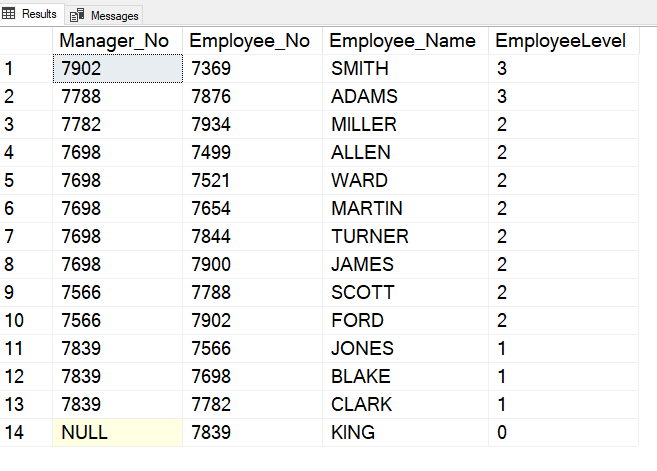 Results Messages
Manager_No Employee_No Employee_Name EmployeeLevel
1 7902 7369 SMITH 3
2 7788 7876 ADAMS 3
3 7782 7934 MILLER 2
4 7698 7499 ALLEN 2
5 7698 7521 WARD 2
6 7698 7654 MARTIN 2
7 7698 7844 TURNER 2
8 7698 7900 JAMES 2
9 7566 7788 SCOTT 2
10 7566 7902 FORD 2
11 7839 7566 JONES 1
12 7839 7698 BLAKE 1
13 7839 7782 CLARK 1
14 NULL 7839 KING 0